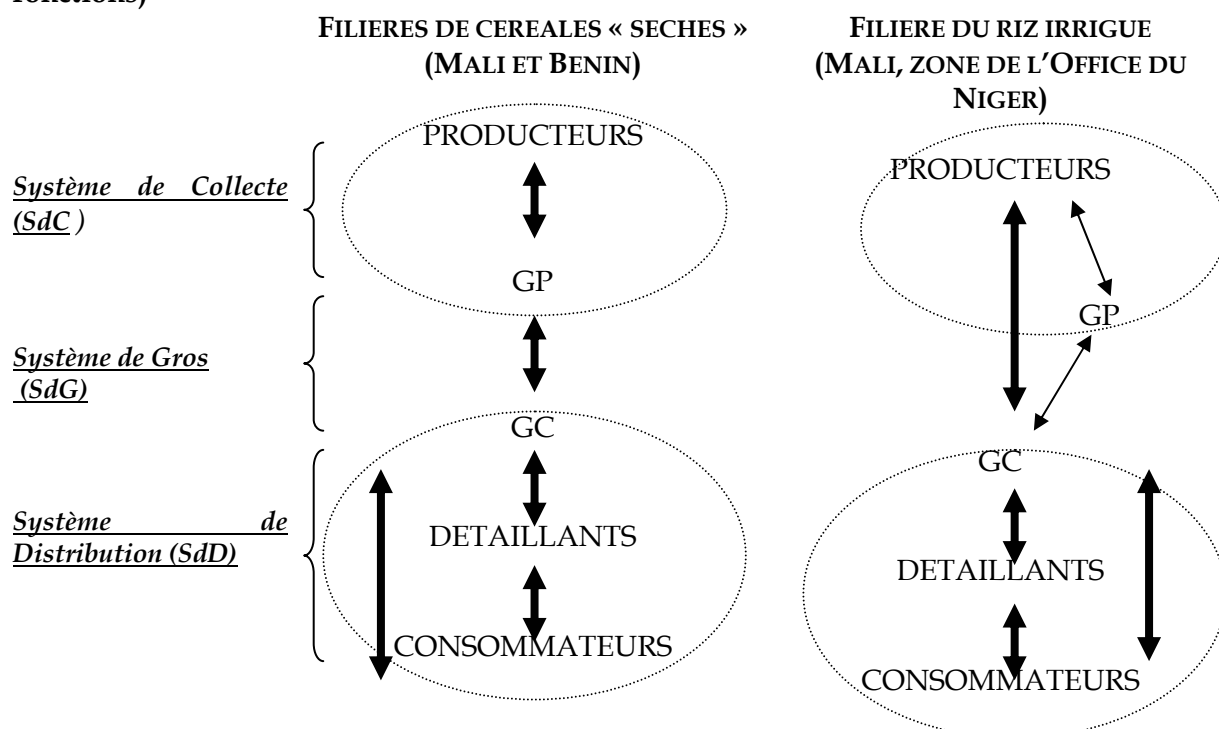 fonctions)
FILIERES DE CEREALES « SECHES »
(MALI ET BENIN)
FILIERE DU RIZ IRRIGUE
(MALI, ZONE DE L’OFFICE DU
NIGER)
Système de Collecte
(SdC )
Système de Gros
(SdG)
Système de
Distribution (SdD)
PRODUCTEURS
GP
GC
DETAILLANTS
CONSOMMATEURS
PRODUCTEURS
GP
GC
DETAILLANTS
CONSOMMATEURS